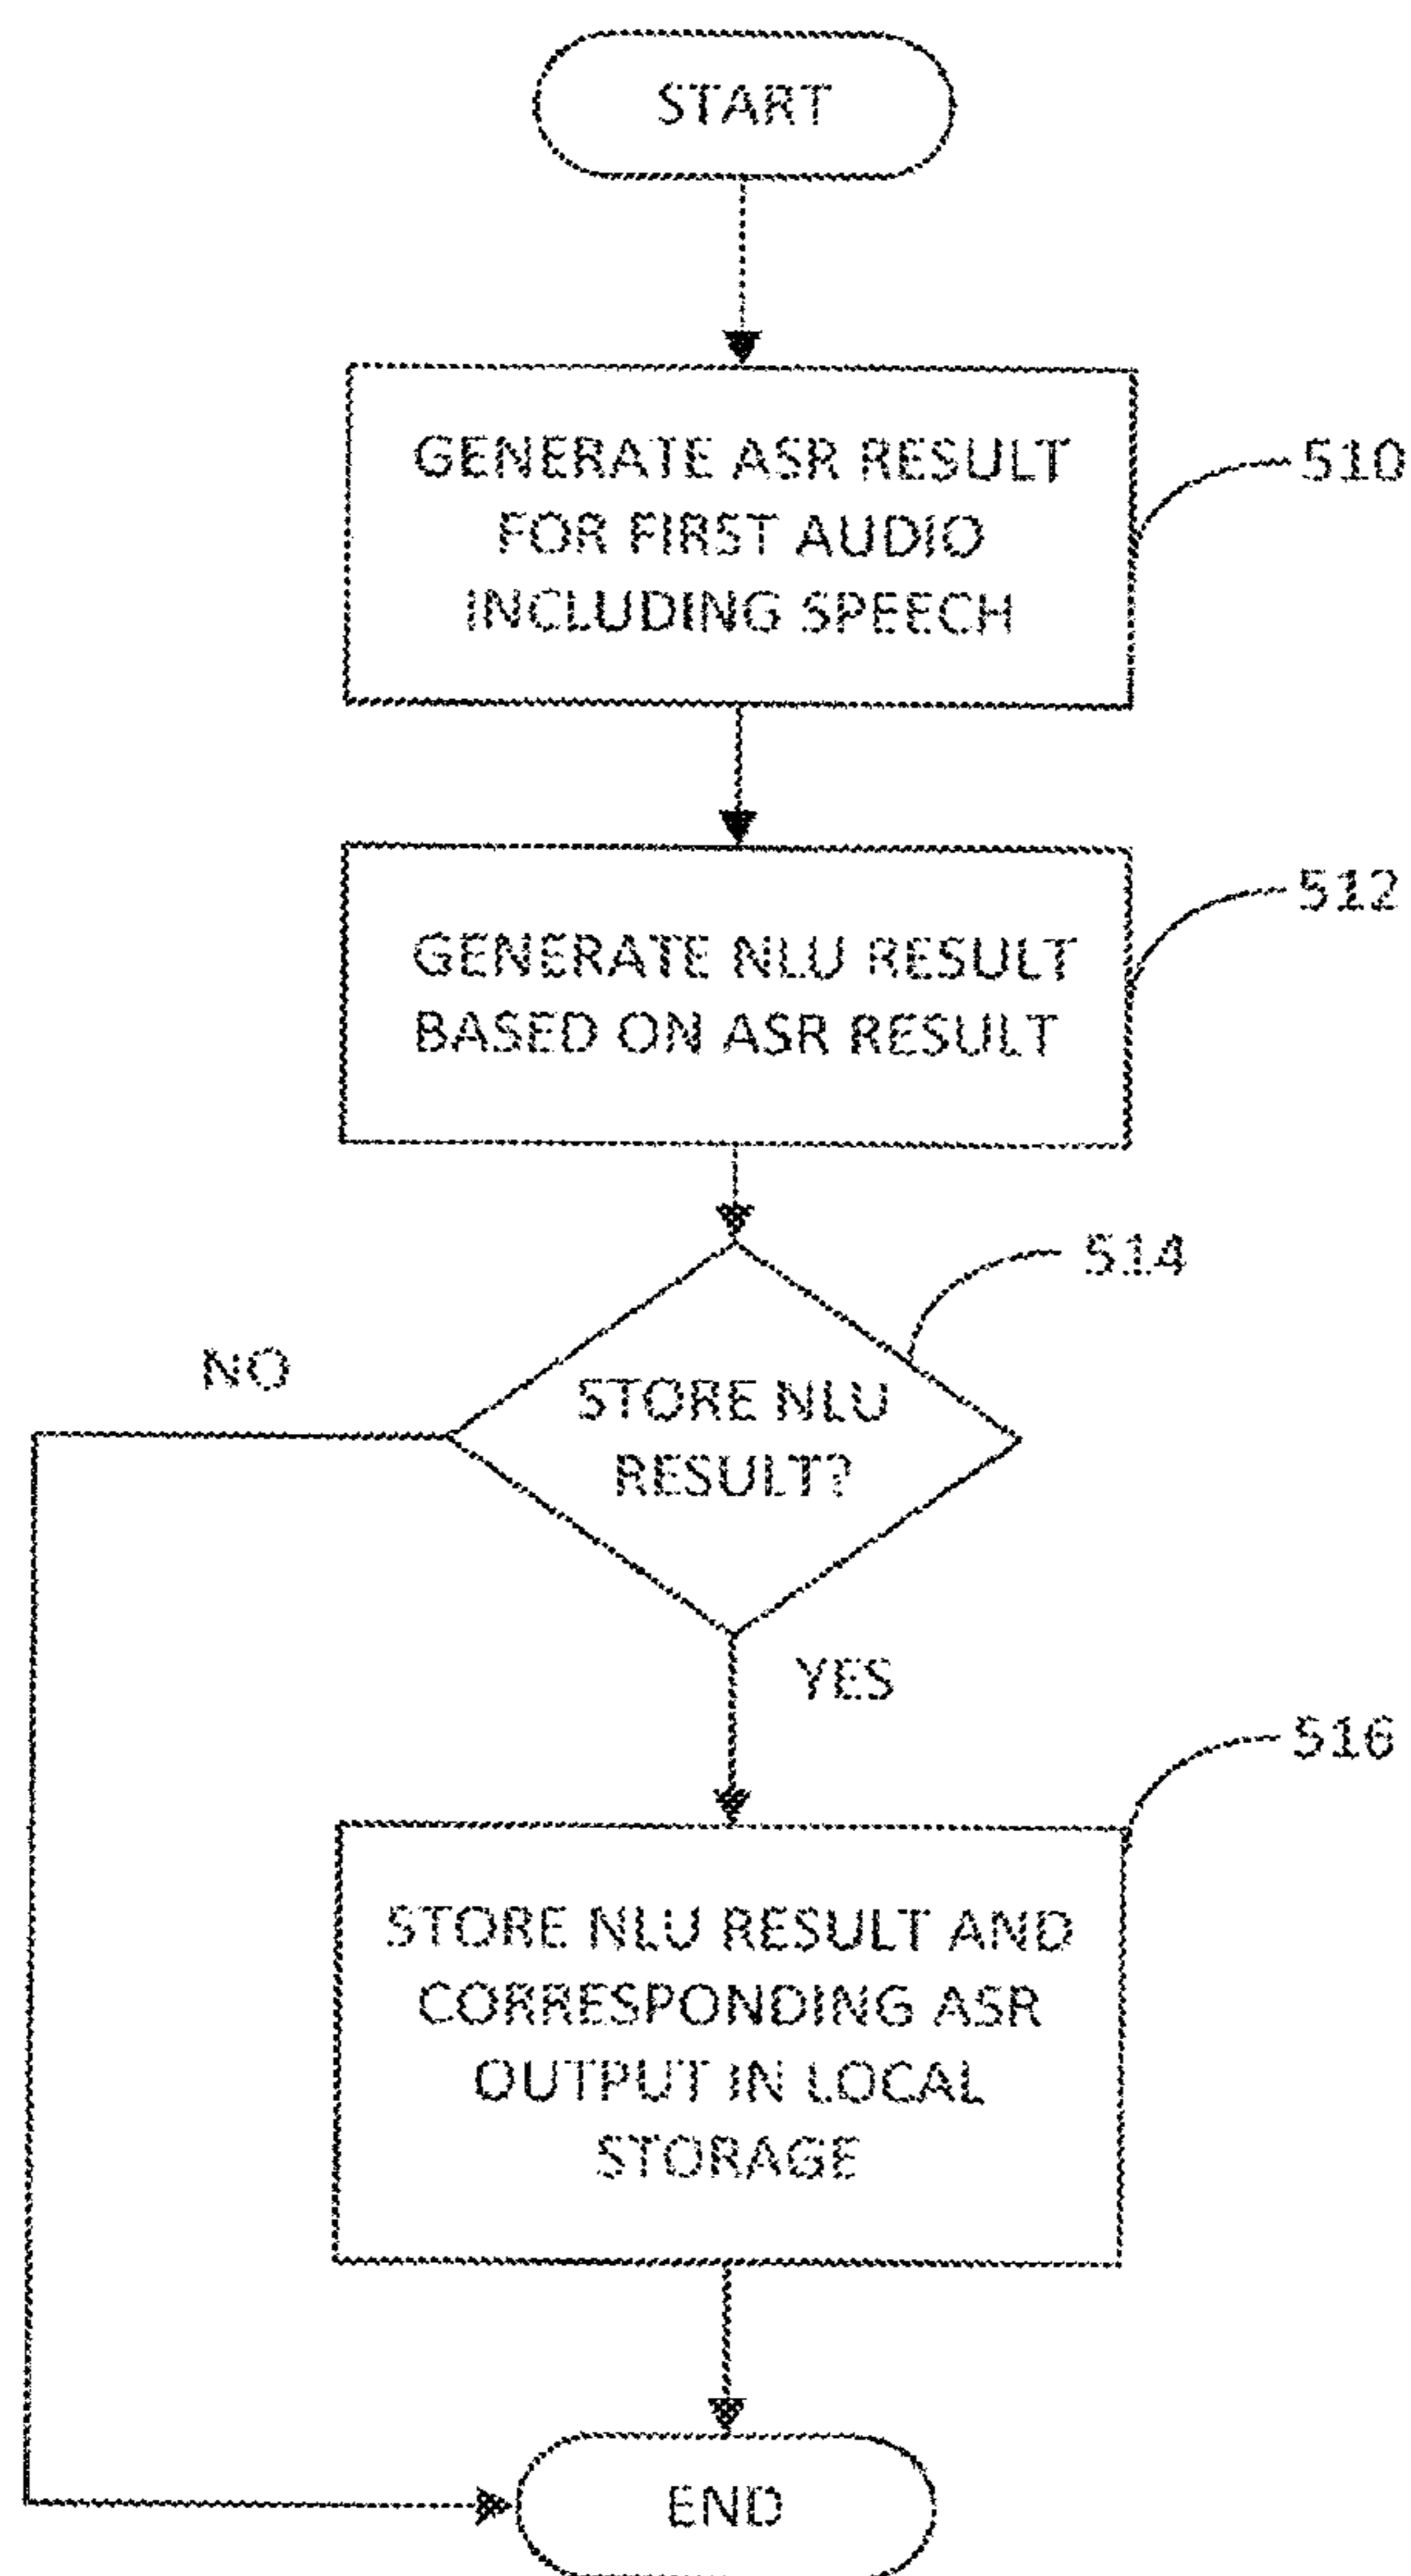 START
GENERATE ASR RESULT
FOR FIRST AUDIO
INCLUDING SPEECH
510
GENERATE NLU RESULT
BASED ON ASR RESULT
512
514
STORE NLU
RESULT?
NO
YES
516
STORE NLU RESULT AND
CORRESPONDING ASR
OUTPUT IN LOCAL
STORAGE
END